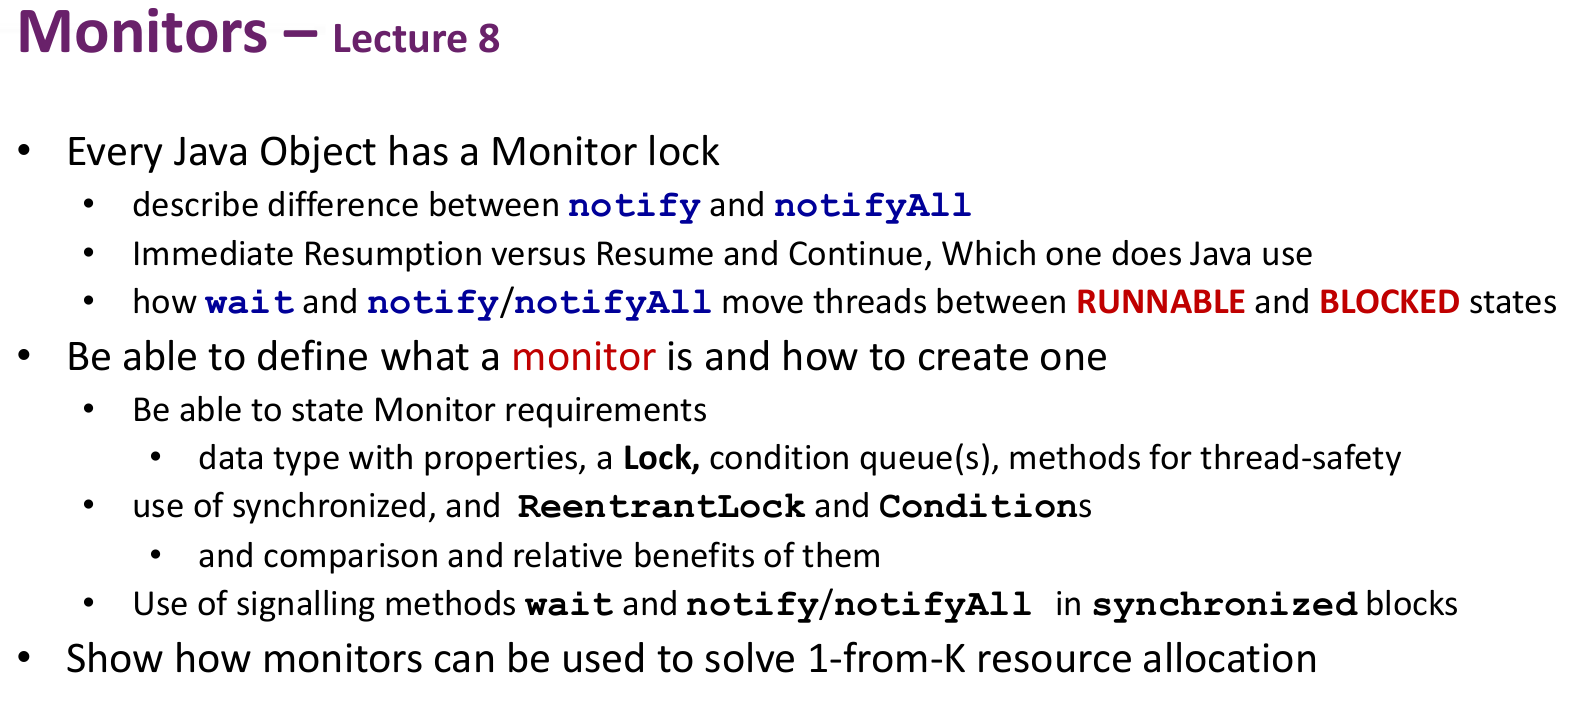 Monitors – Lecture 8
• Every Java Object has a Monitor lock
• describe difference between notify and notifyAll
• Immediate Resumption versus Resume and Continue, Which one does Java use
• how wait and notify/notifyAll move threads between RUNNABLE and BLOCKED states
• Be able to define what a monitor is and how to create one
• Be able to state Monitor requirements
• data type with properties, a Lock, condition queue(s), methods for thread-safety
• use of synchronized, and ReentrantLock and Conditions
• and comparison and relative benefits of them
• Use of signalling methods wait and notify/notifyAll in synchronized blocks
• Show how monitors can be used to solve 1-from-K resource allocation